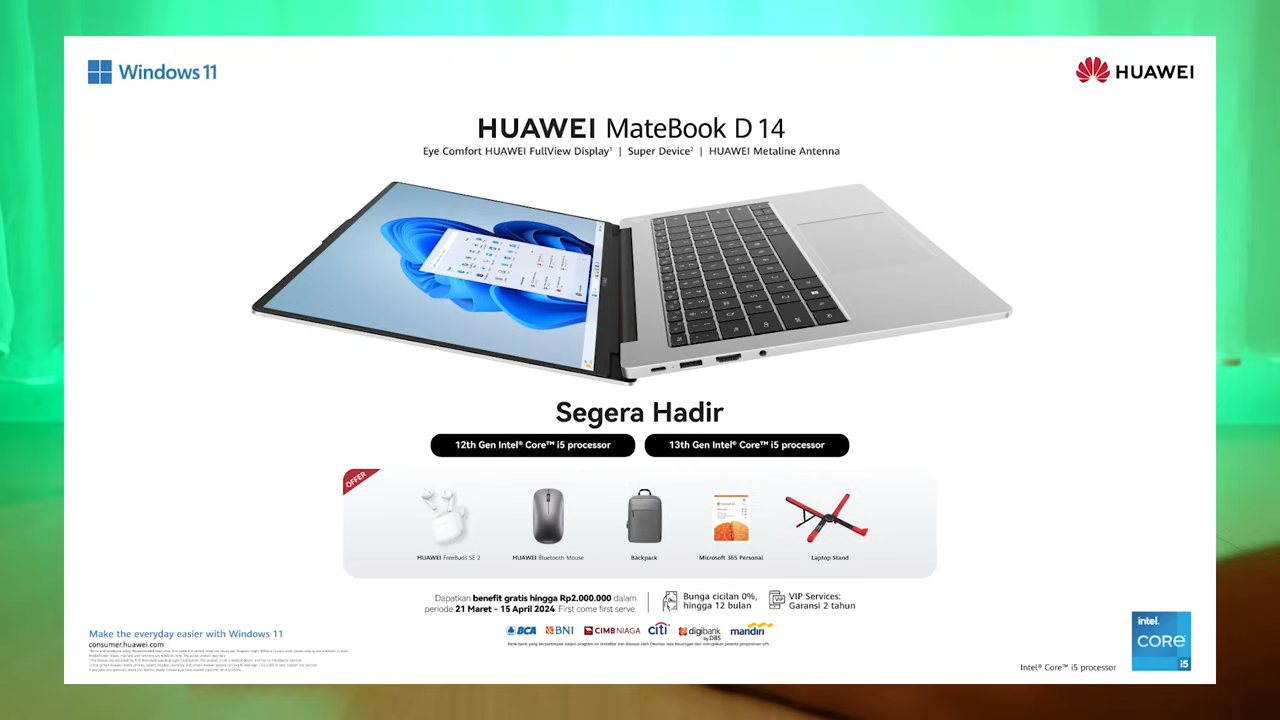 Windows 11
HUAWEI
HUAWEI MateBook D 14
Eye Comfort HUAWEI FullView Display¹ | Super Device² | HUAWEI Metaline Antenna
Segera Hadir
12th Gen Intel® Core™ i5 processor
13th Gen Intel® Core™ i5 processor
OFFER
HUAWEI FreeBuds SE 2
HUAWEI Bluetooth Mouse
Backpack
Microsoft 365 Personal
Laptop Stand
Dapatkan benefit gratis hingga Rp2.000.000 dalam
periode 21 Maret - 15 April 2024. First come first serve.
Bunga cicilan 0%,
hingga 12 bulan
VIP
VIP Services:
Garansi 2 tahun
BCA
BNI
CIMB NIAGA
citi
digibank
by DBS
mandiri
Make the everyday easier with Windows 11
consumer.huawei.com
intel.
CORE
i5
Intel® Core™ i5 processor